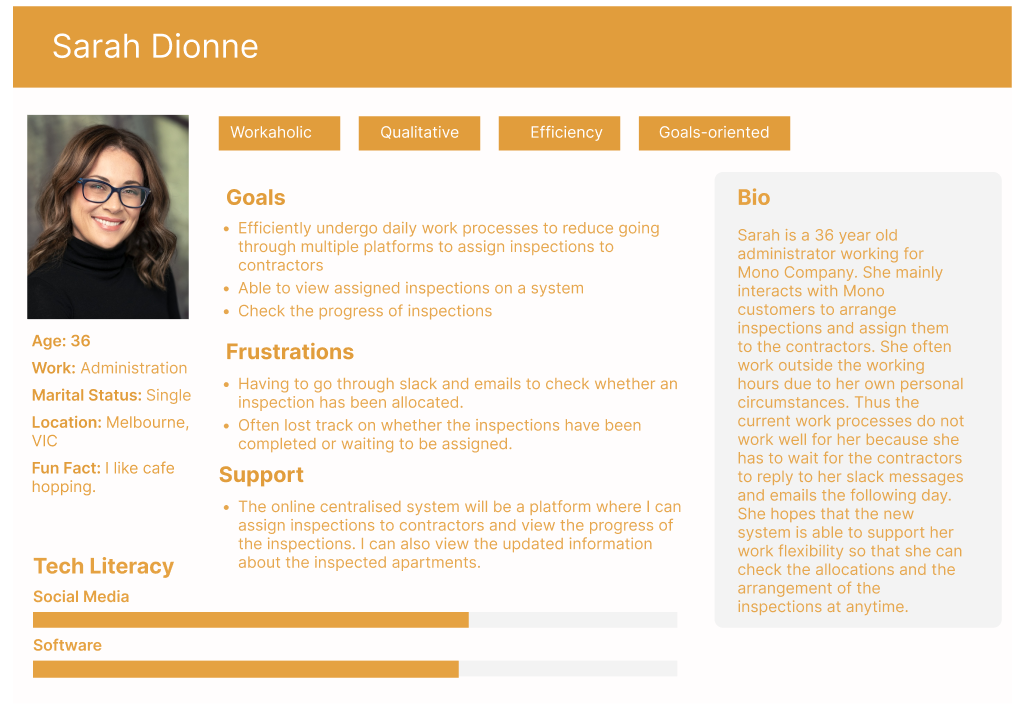 Sarah Dionne
Workaholic
Qualitative
Efficiency
Goals-oriented
Age: 36
Work: Administration
Marital Status: Single
Location: Melbourne,
VIC
Fun Fact: I like cafe
hopping.
Goals
• Efficiently undergo daily work processes to reduce going
through multiple platforms to assign inspections to
contractors
• Able to view assigned inspections on a system
• Check the progress of inspections
Frustrations
• Having to go through slack and emails to check whether an
inspection has been allocated.
• Often lost track on whether the inspections have been
completed or waiting to be assigned.
Support
• The online centralised system will be a platform where I can
assign inspections to contractors and view the progress of
the inspections. I can also view the updated information
about the inspected apartments.
Bio
Sarah is a 36 year old
administrator working for
Mono Company. She mainly
interacts with Mono
customers to arrange
inspections and assign them
to the contractors. She often
work outside the working
hours due to her own personal
circumstances. Thus the
current work processes do not
work well for her because she
has to wait for the contractors
to reply to her slack messages
and emails the following day.
She hopes that the new
system is able to support her
work flexibility so that she can
check the allocations and the
arrangement of the
inspections at anytime.
Tech Literacy
Social Media
Software